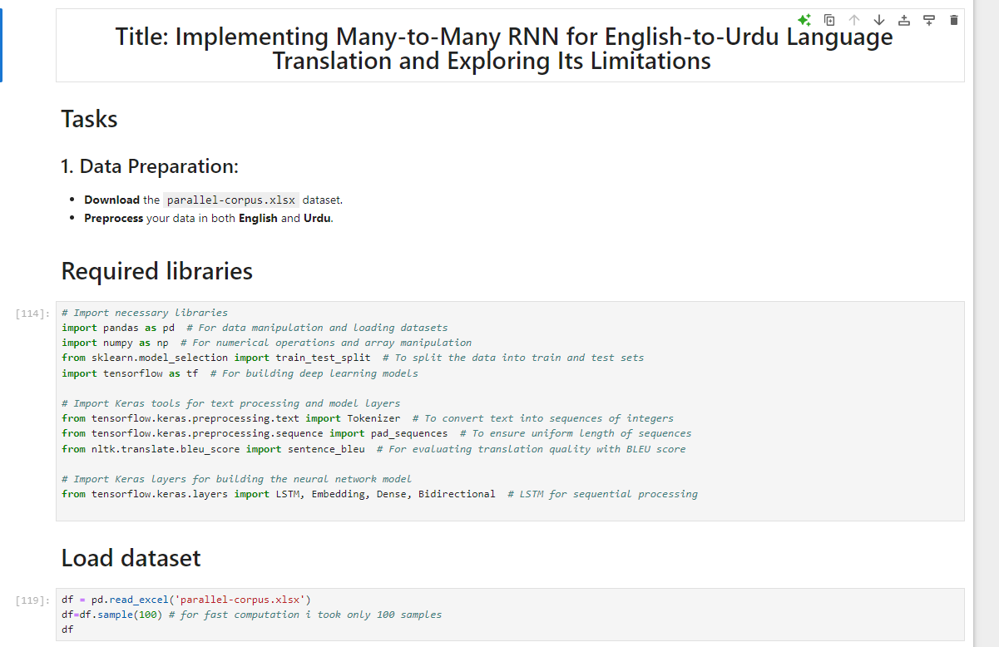 Title: Implementing Many-to-Many RNN for English-to-Urdu Language
Translation and Exploring Its Limitations
Tasks
1. Data Preparation:
• Download the parallel-corpus.xlsx dataset.
• Preprocess your data in both English and Urdu.
Required libraries
[114]:
# Import necessary libraries
import pandas as pd  # For data manipulation and loading datasets
import numpy as np  # For numerical operations and array manipulation
from sklearn.model_selection import train_test_split  # To split the data into train and test sets
import tensorflow as tf  # For building deep learning models
# Import Keras tools for text processing and model layers
from tensorflow.keras.preprocessing.text import Tokenizer  # To convert text into sequences of integers
from tensorflow.keras.preprocessing.sequence import pad_sequences  # To ensure uniform length of sequences
from nltk.translate.bleu_score import sentence_bleu  # For evaluating translation quality with BLEU score
# Import Keras layers for building the neural network model
from tensorflow.keras.layers import LSTM, Embedding, Dense, Bidirectional  # LSTM for sequential processing
Load dataset
[119]:
df = pd.read_excel('parallel-corpus.xlsx')
df=df.sample(100) # for fast computation i took only 100 samples
df